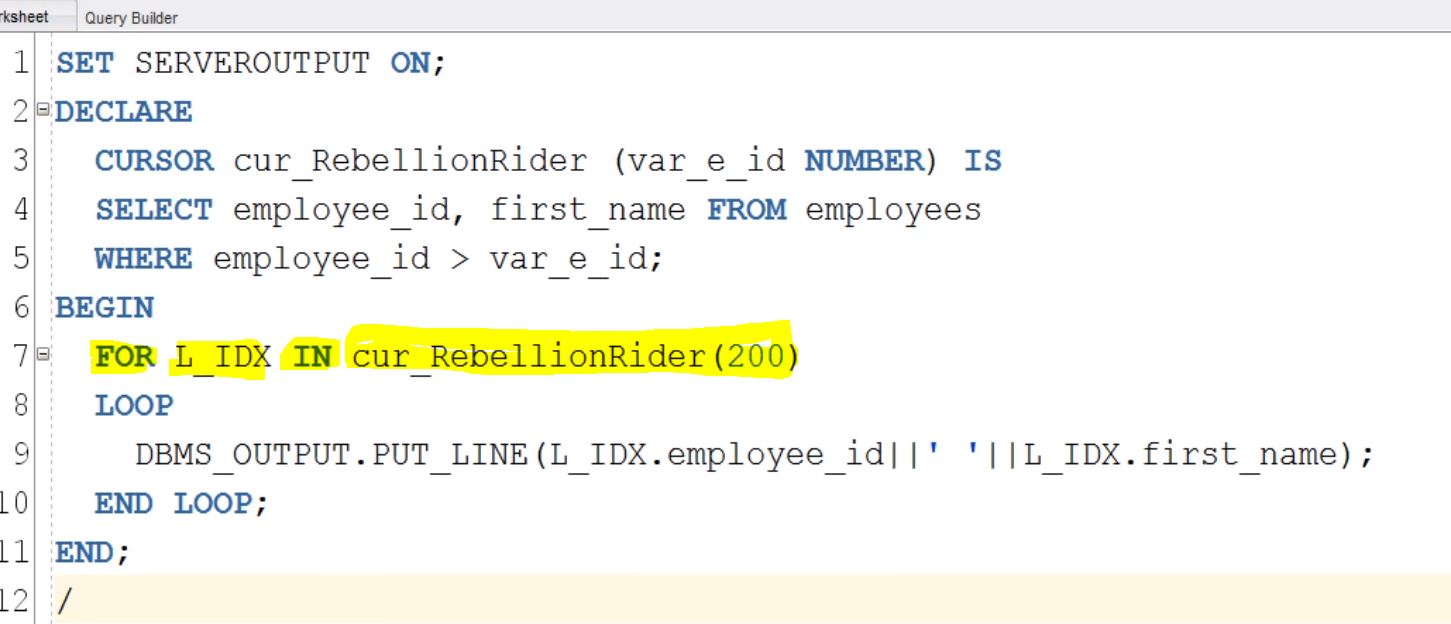 rksheet Query Builder
1 SET SERVEROUTPUT ON;
2 DECLARE
3 CURSOR cur_RebellionRider (var_e_id NUMBER) IS
4 SELECT employee_id, first_name FROM employees
5 WHERE employee_id > var_e_id;
6 BEGIN
7 FOR L_IDX IN cur_RebellionRider(200)
8 LOOP
9 DBMS_OUTPUT.PUT_LINE(L_IDX.employee_id||' '||L_IDX.first_name);
10 END LOOP;
11 END;
12 /